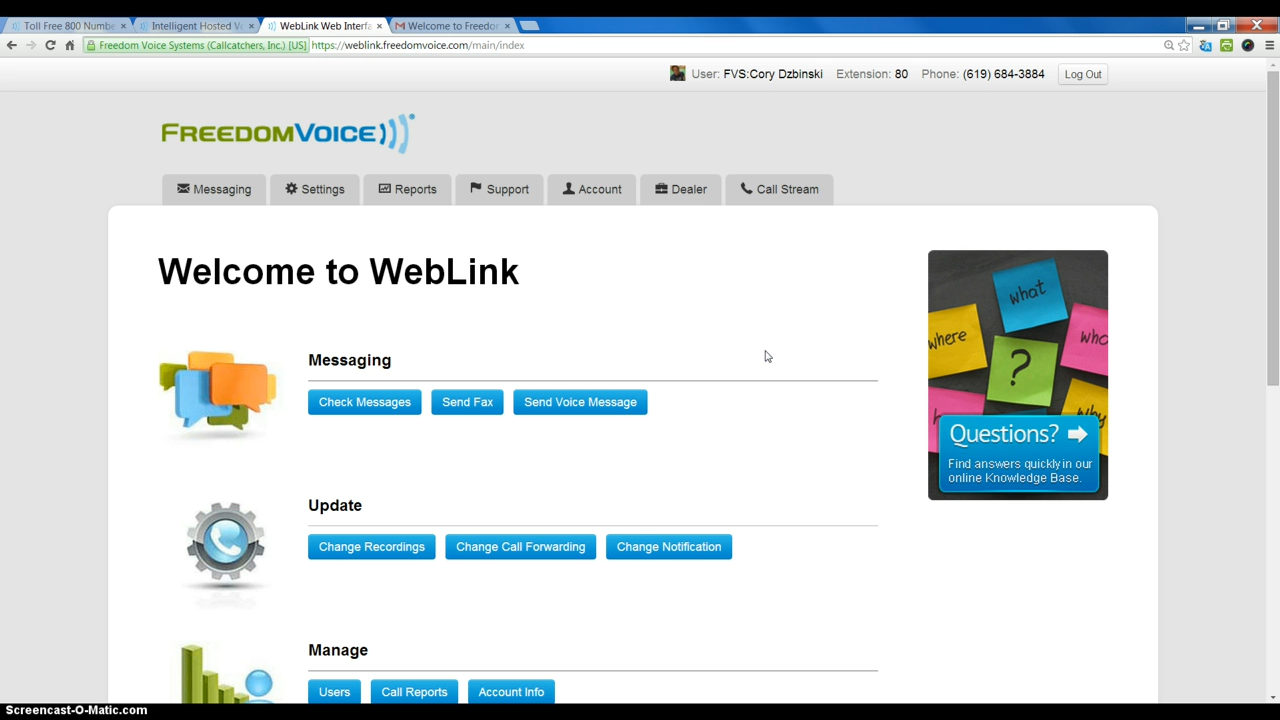 Toll Free 800 Numbe
Intelligent Hosted V
WebLink Web Interfa
Welcome to Freedom
Freedom Voice Systems (Callcatchers, Inc.) [US]
https://weblink.freedomvoice.com/main/index
User: FVS:Cory Dzbinski Extension: 80 Phone: (619) 684-3884 Log Out
FREEDOMVOICE
Messaging Settings Reports Support Account Dealer Call Stream
Welcome to WebLink
Messaging
Check Messages Send Fax Send Voice Message
what
where
who
?
why
Questions?
Find answers quickly in our
online Knowledge Base.
Update
Change Recordings Change Call Forwarding Change Notification
Manage
Users Call Reports Account Info
Screencast-O-Matic.com